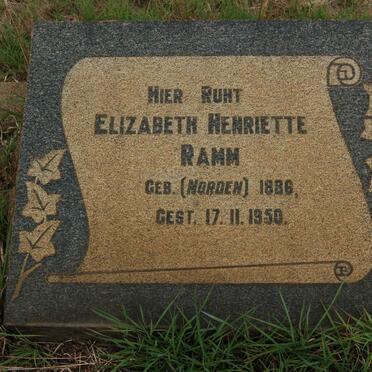 HIER RUHT
ELIZABETH HENRIETTE
RAMM
GEB. (NORDEN) 1886,
GEST. 17. 11. 1950.